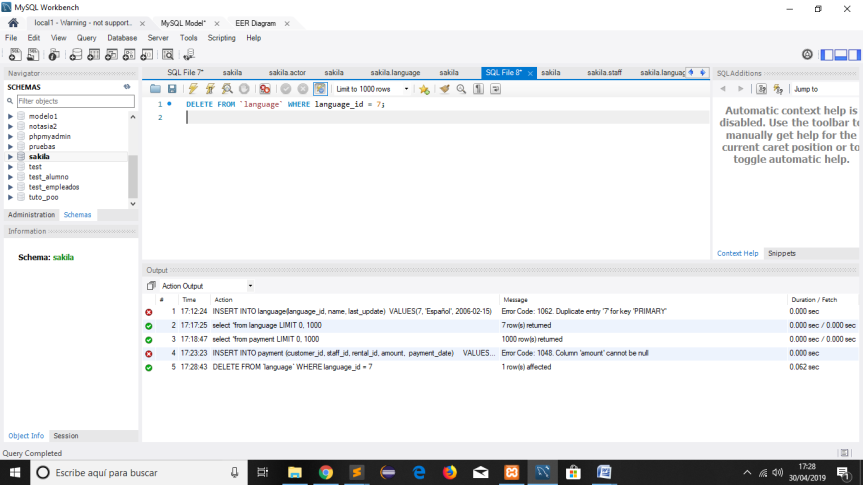 MySQL Workbench
local1 - Warning - not support.. × MySQL Model* × EER Diagram ×
File Edit View Query Database Server Tools Scripting Help
Navigator
SCHEMAS
Filter objects
modelo1
notasia2
phpmyadmin
pruebas
sakila
test
test_alumno
test_empleados
tuto_poo
Administration Schemas
Information
Schema: sakila
Object Info Session
SQL File 7* sakila sakila.actor sakila sakila.language sakila SQL File 8* × sakila sakila.staff sakila.languag
Limit to 1000 rows
1 DELETE FROM `language` WHERE language_id = 7;
2
SQLAdditions
Jump to
Automatic context help is
disabled. Use the toolbar to
manually get help for the
current caret position or to
toggle automatic help.
Context Help Snippets
Output
Action Output
# Time Action Message Duration / Fetch
1 17:12:24 INSERT INTO language(language_id, name, last_update) VALUES(7, 'Español', 2006-02-15) Error Code: 1062. Duplicate entry '7' for key 'PRIMARY' 0.000 sec
2 17:17:25 select *from language LIMIT 0, 1000 7 row(s) returned 0.000 sec / 0.000 sec
3 17:18:47 select *from payment LIMIT 0, 1000 1000 row(s) returned 0.000 sec / 0.000 sec
4 17:23:23 INSERT INTO payment (customer_id, staff_id, rental_id, amount, payment_date) VALUES... Error Code: 1048. Column 'amount' cannot be null 0.000 sec
5 17:28:43 DELETE FROM `language` WHERE language_id = 7 1 row(s) affected 0.062 sec
Query Completed
Escribe aquí para buscar
17:28
30/04/2019
1